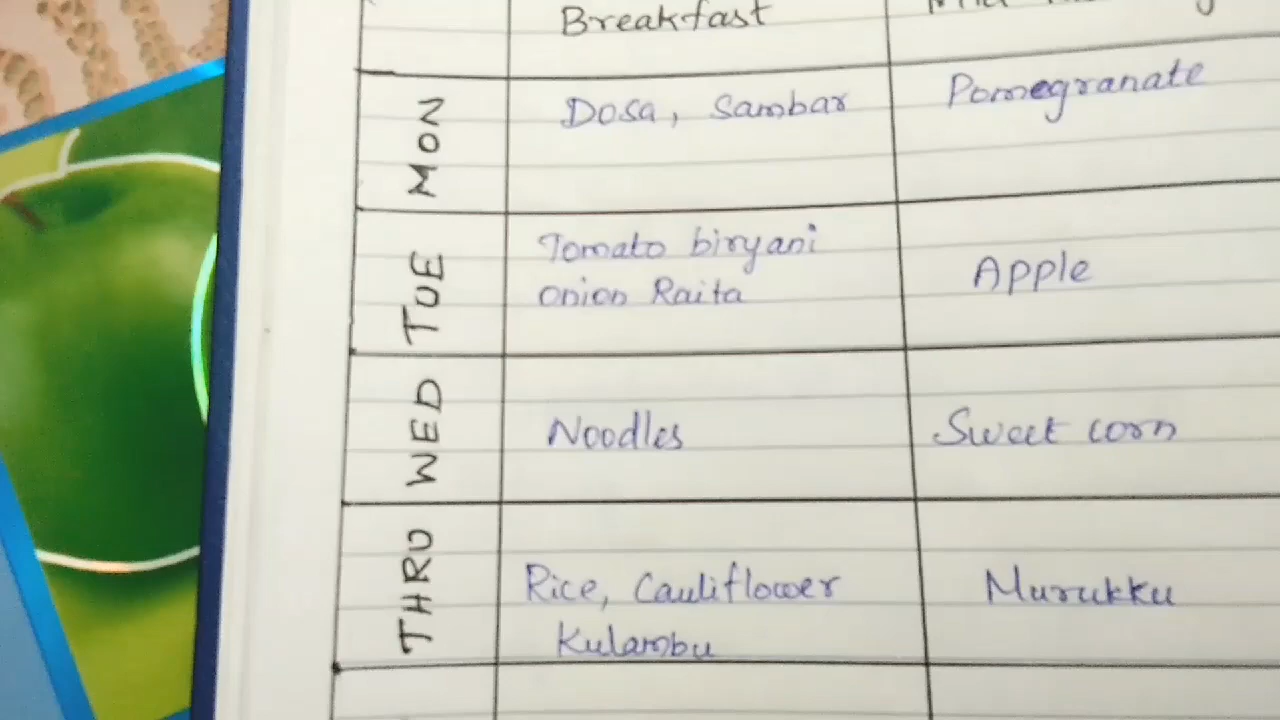 Breakfast
MON
Dosa, Sambar
Pomegranate
TUE
Tomato biryani
onion Raita
Apple
WED
Noodles
Sweet corn
THRU
Rice, Cauliflower
Kulambu
Murukku